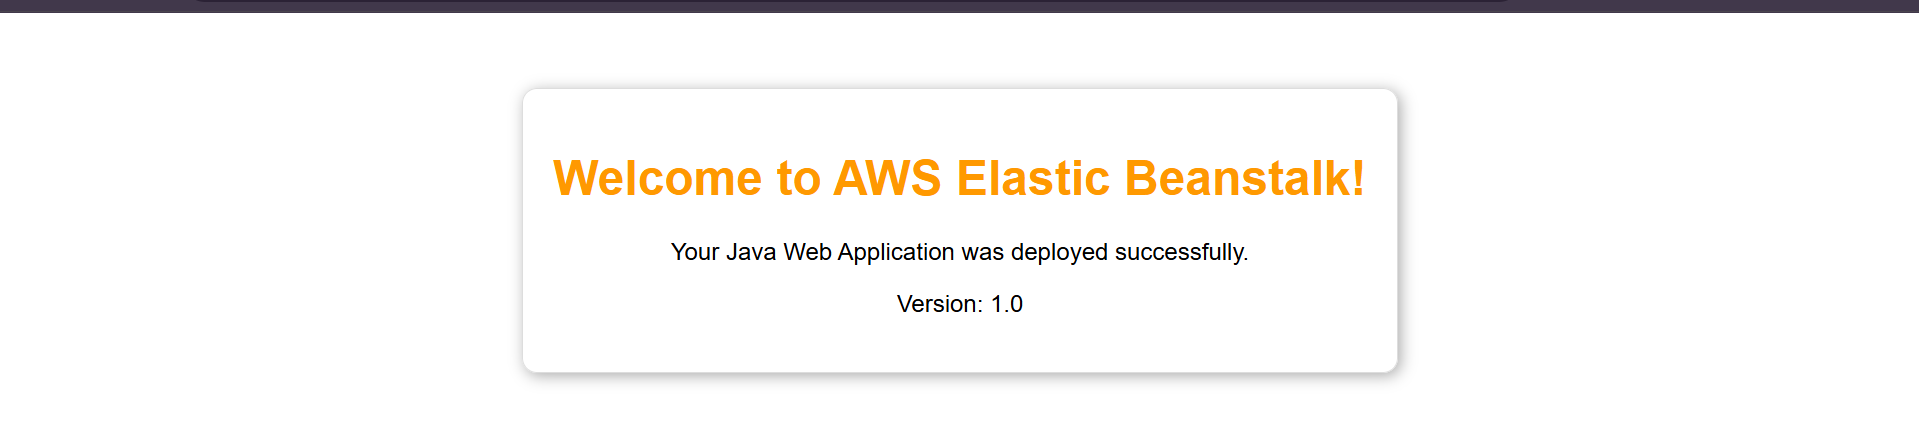 Welcome to AWS Elastic Beanstalk!
Your Java Web Application was deployed successfully.
Version: 1.0